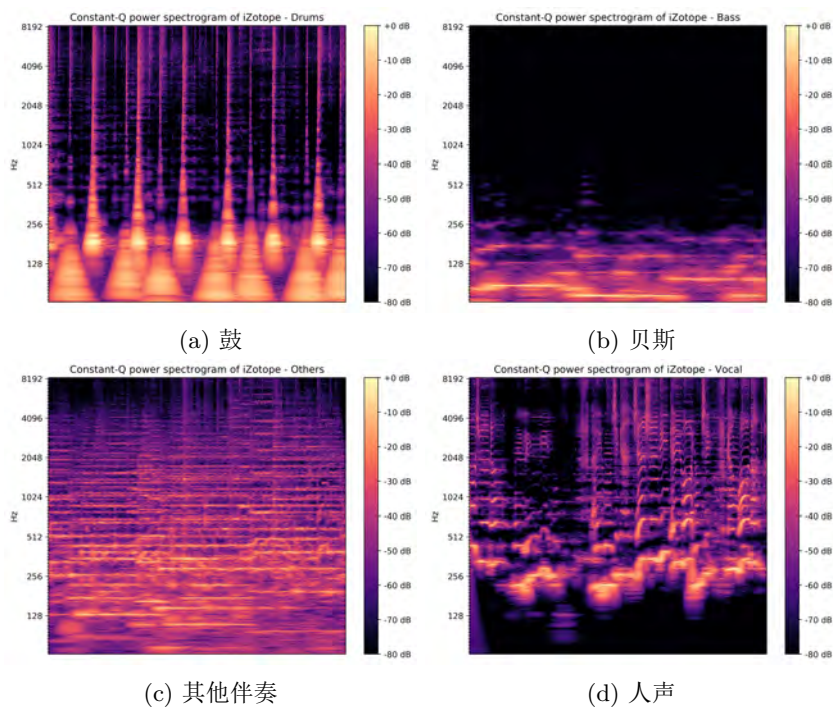 Constant-Q power spectrogram of iZotope - Drums
8192
4096
2048
1024
512
256
128
Hz
+0 dB
-10 dB
-20 dB
-30 dB
-40 dB
-50 dB
-60 dB
-70 dB
-80 dB
(a) 鼓
Constant-Q power spectrogram of iZotope - Bass
8192
4096
2048
1024
512
256
128
Hz
+0 dB
-10 dB
-20 dB
-30 dB
-40 dB
-50 dB
-60 dB
-70 dB
-80 dB
(b) 贝斯
Constant-Q power spectrogram of iZotope - Others
8192
4096
2048
1024
512
256
128
Hz
+0 dB
-10 dB
-20 dB
-30 dB
-40 dB
-50 dB
-60 dB
-70 dB
-80 dB
(c) 其他伴奏
Constant-Q power spectrogram of iZotope - Vocal
8192
4096
2048
1024
512
256
128
Hz
+0 dB
-10 dB
-20 dB
-30 dB
-40 dB
-50 dB
-60 dB
-70 dB
-80 dB
(d) 人声